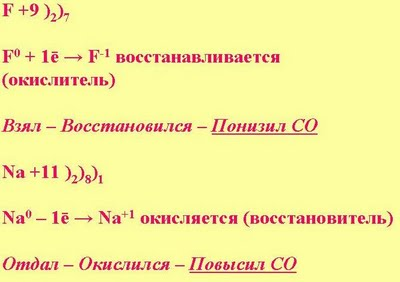 F +9 )₂)₇
F⁰ + 1ē → F⁻¹ восстанавливается
(окислитель)
Взял – Восстановился – Понизил СО
Na +11 )₂)₈)₁
Na⁰ – 1ē → Na⁺¹ окисляется (восстановитель)
Отдал – Окислился – Повысил СО